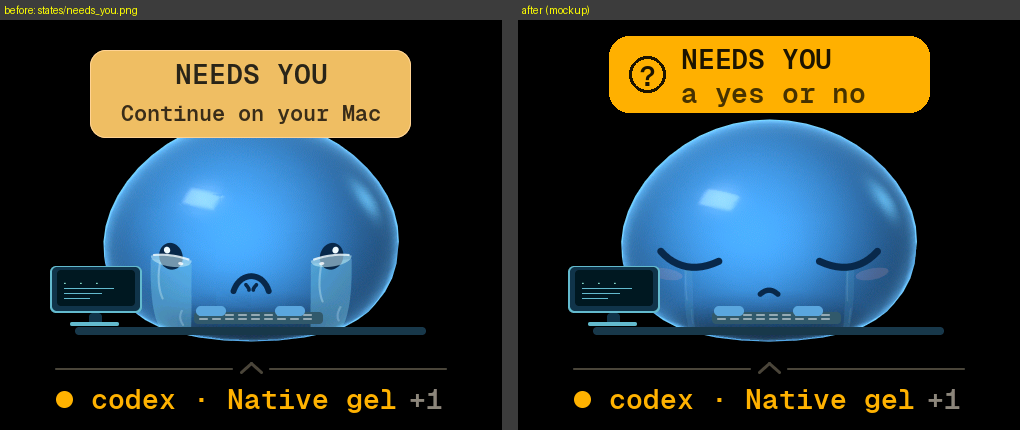 before: states/needs_you.png
NEEDS YOU
Continue on your Mac
codex · Native gel +1
after (mockup)
?
NEEDS YOU
a yes or no
codex · Native gel +1